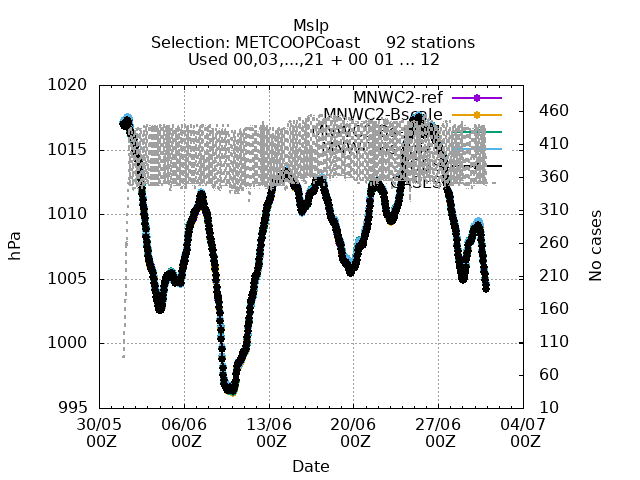 Mslp
Selection: METCOOPCoast 92 stations
Used 00,03,...,21 + 00 01 ... 12
1020
1015
1010
1005
1000
995
hPa
MNWC2-ref
460
410
360
310
260
210
160
110
60
10
No cases
30/05 06/06 13/06 20/06 27/06 04/07
00Z 00Z 00Z 00Z 00Z 00Z
Date